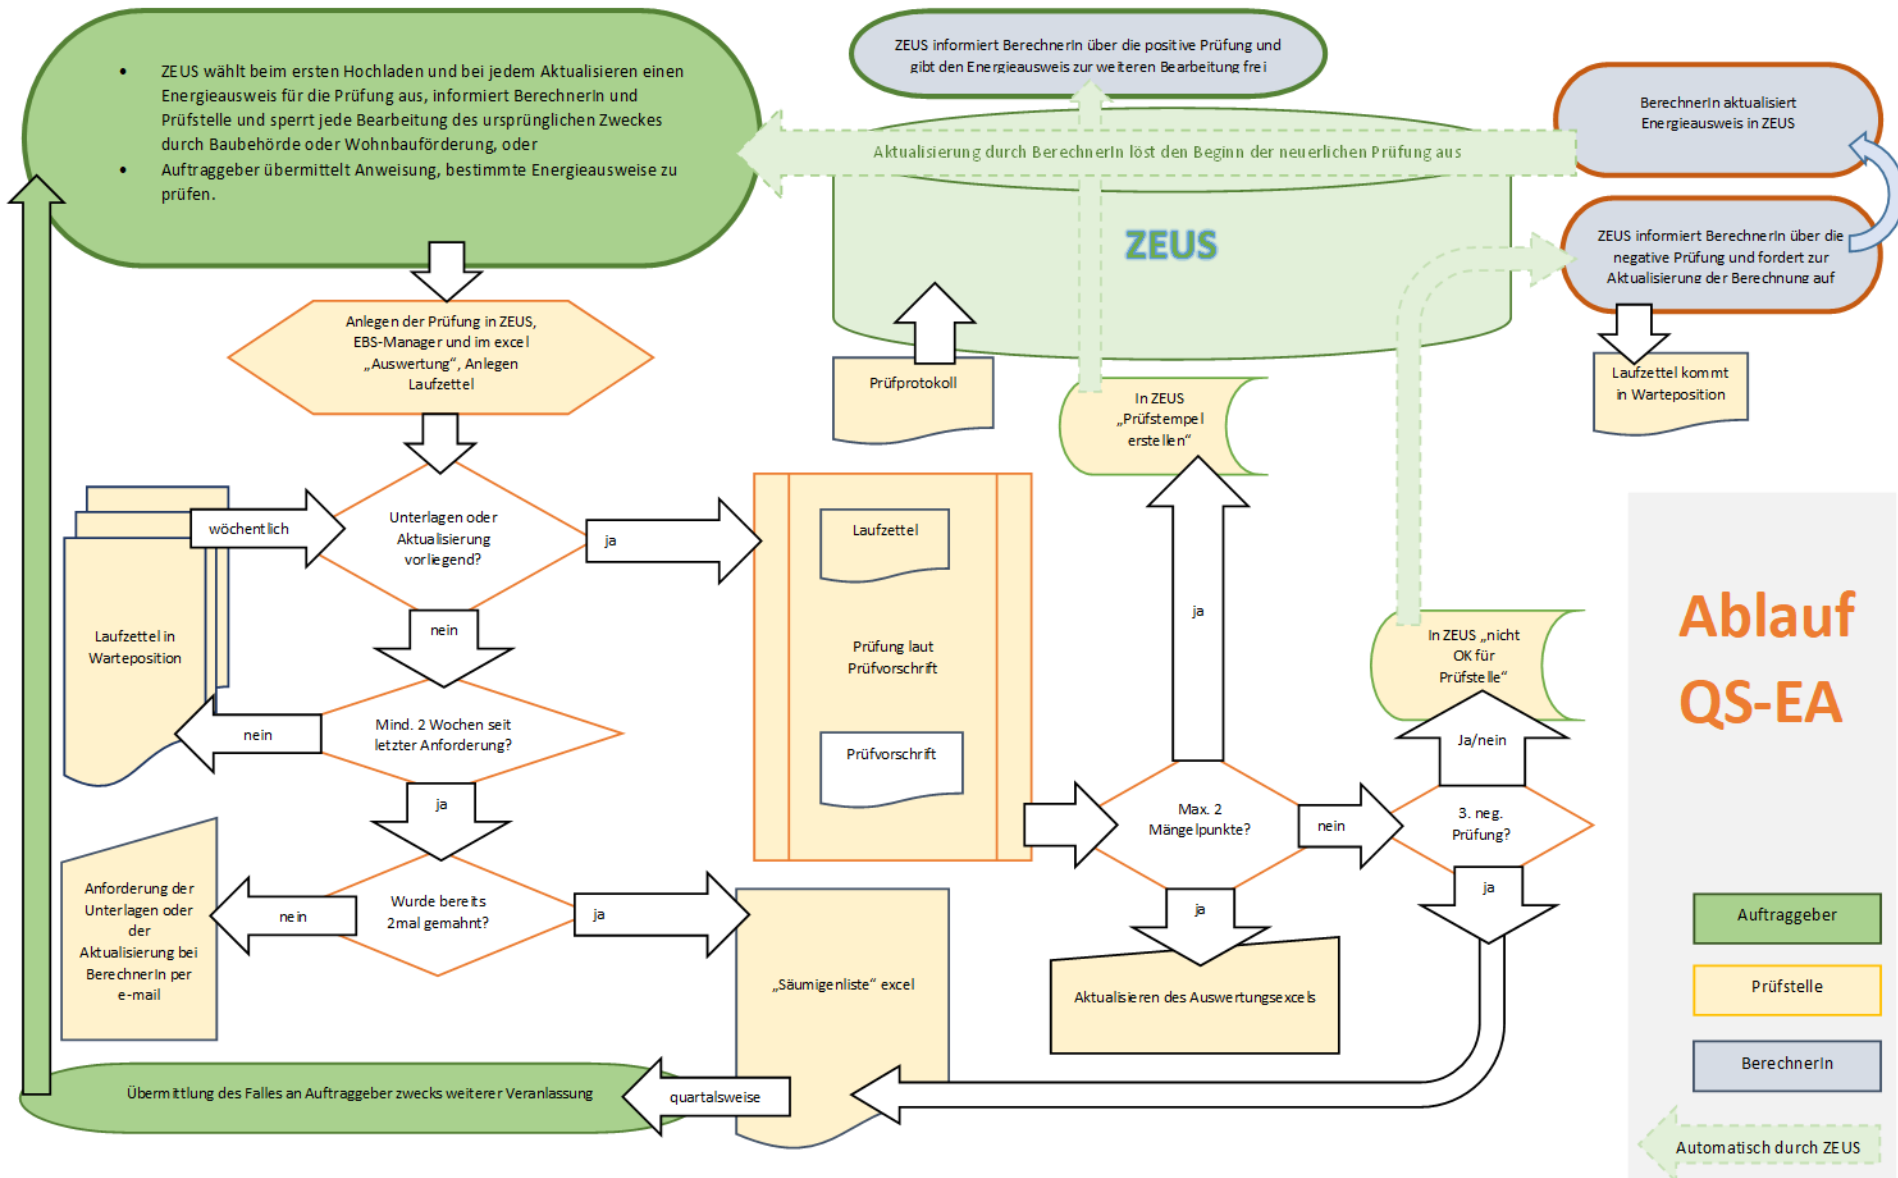 • ZEUS wählt beim ersten Hochladen und bei jedem Aktualisieren einen
Energieausweis für die Prüfung aus, informiert BerechnerIn und
Prüfstelle und sperrt jede Bearbeitung des ursprünglichen Zweckes
durch Baubehörde oder Wohnbauförderung, oder
• Auftraggeber übermittelt Anweisung, bestimmte Energieausweise zu
prüfen.
ZEUS informiert BerechnerIn über die positive Prüfung und
gibt den Energieausweis zur weiteren Bearbeitung frei
BerechnerIn aktualisiert
Energieausweis in ZEUS
Aktualisierung durch BerechnerIn löst den Beginn der neuerlichen Prüfung aus
ZEUS
ZEUS informiert BerechnerIn über die
negative Prüfung und fordert zur
Aktualisierung der Berechnung auf
Anlegen der Prüfung in ZEUS,
EBS-Manager und im excel
„Auswertung“, Anlegen
Laufzettel
Prüfprotokoll
In ZEUS
„Prüfstempel
erstellen“
Laufzettel kommt
in Warteposition
wöchentlich
Unterlagen oder
Aktualisierung
vorliegend?
ja
Laufzettel
nein
Laufzettel in
Warteposition
Prüfung laut
Prüfvorschrift
ja
In ZEUS „nicht
OK für
Prüfstelle“
Ablauf
QS-EA
nein
Mind. 2 Wochen seit
letzter Anforderung?
Prüfvorschrift
Ja/nein
ja
Max. 2
Mängelpunkte?
nein
3. neg.
Prüfung?
Anforderung der
Unterlagen oder
der
Aktualisierung bei
BerechnerIn per
e-mail
nein
Wurde bereits
2mal gemahnt?
ja
ja
ja
„Säumigenliste“ excel
Aktualisieren des Auswertungsexcels
Auftraggeber
Prüfstelle
BerechnerIn
Übermittlung des Falles an Auftraggeber zwecks weiterer Veranlassung
quartalsweise
Automatisch durch ZEUS